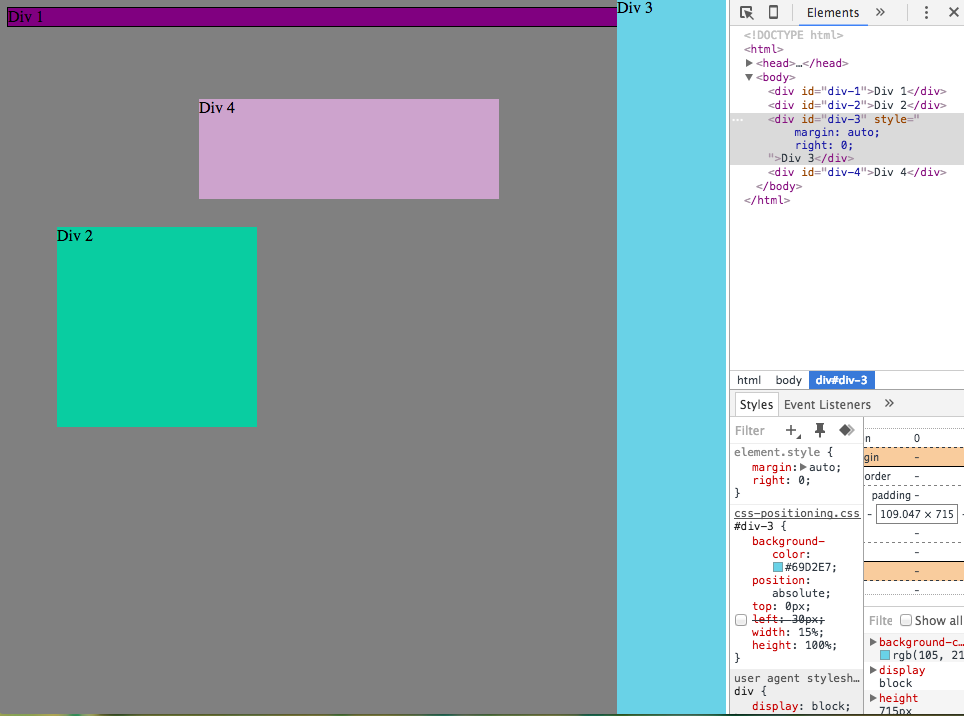 Div 1
Div 3
Div 4
Div 2
Elements »
<!DOCTYPE html>
<html>
<head>…</head>
<body>
<div id="div-1">Div 1</div>
<div id="div-2">Div 2</div>
<div id="div-3" style="
margin: auto;
right: 0;
">Div 3</div>
<div id="div-4">Div 4</div>
</body>
</html>
html body div#div-3
Styles Event Listeners »
Filter
element.style {
margin: auto;
right: 0;
}
css-positioning.css
#div-3 {
background-
color:
#69D2E7;
position:
absolute;
top: 0px;
left: 30px;
width: 15%;
height: 100%;
}
user agent stylesh…
div {
display: block;
n 0
gin -
order -
padding -
- 109.047 × 715 -
-
-
-
-
Filte Show all
background-c…
rgb(105, 21
display
block
height
715px